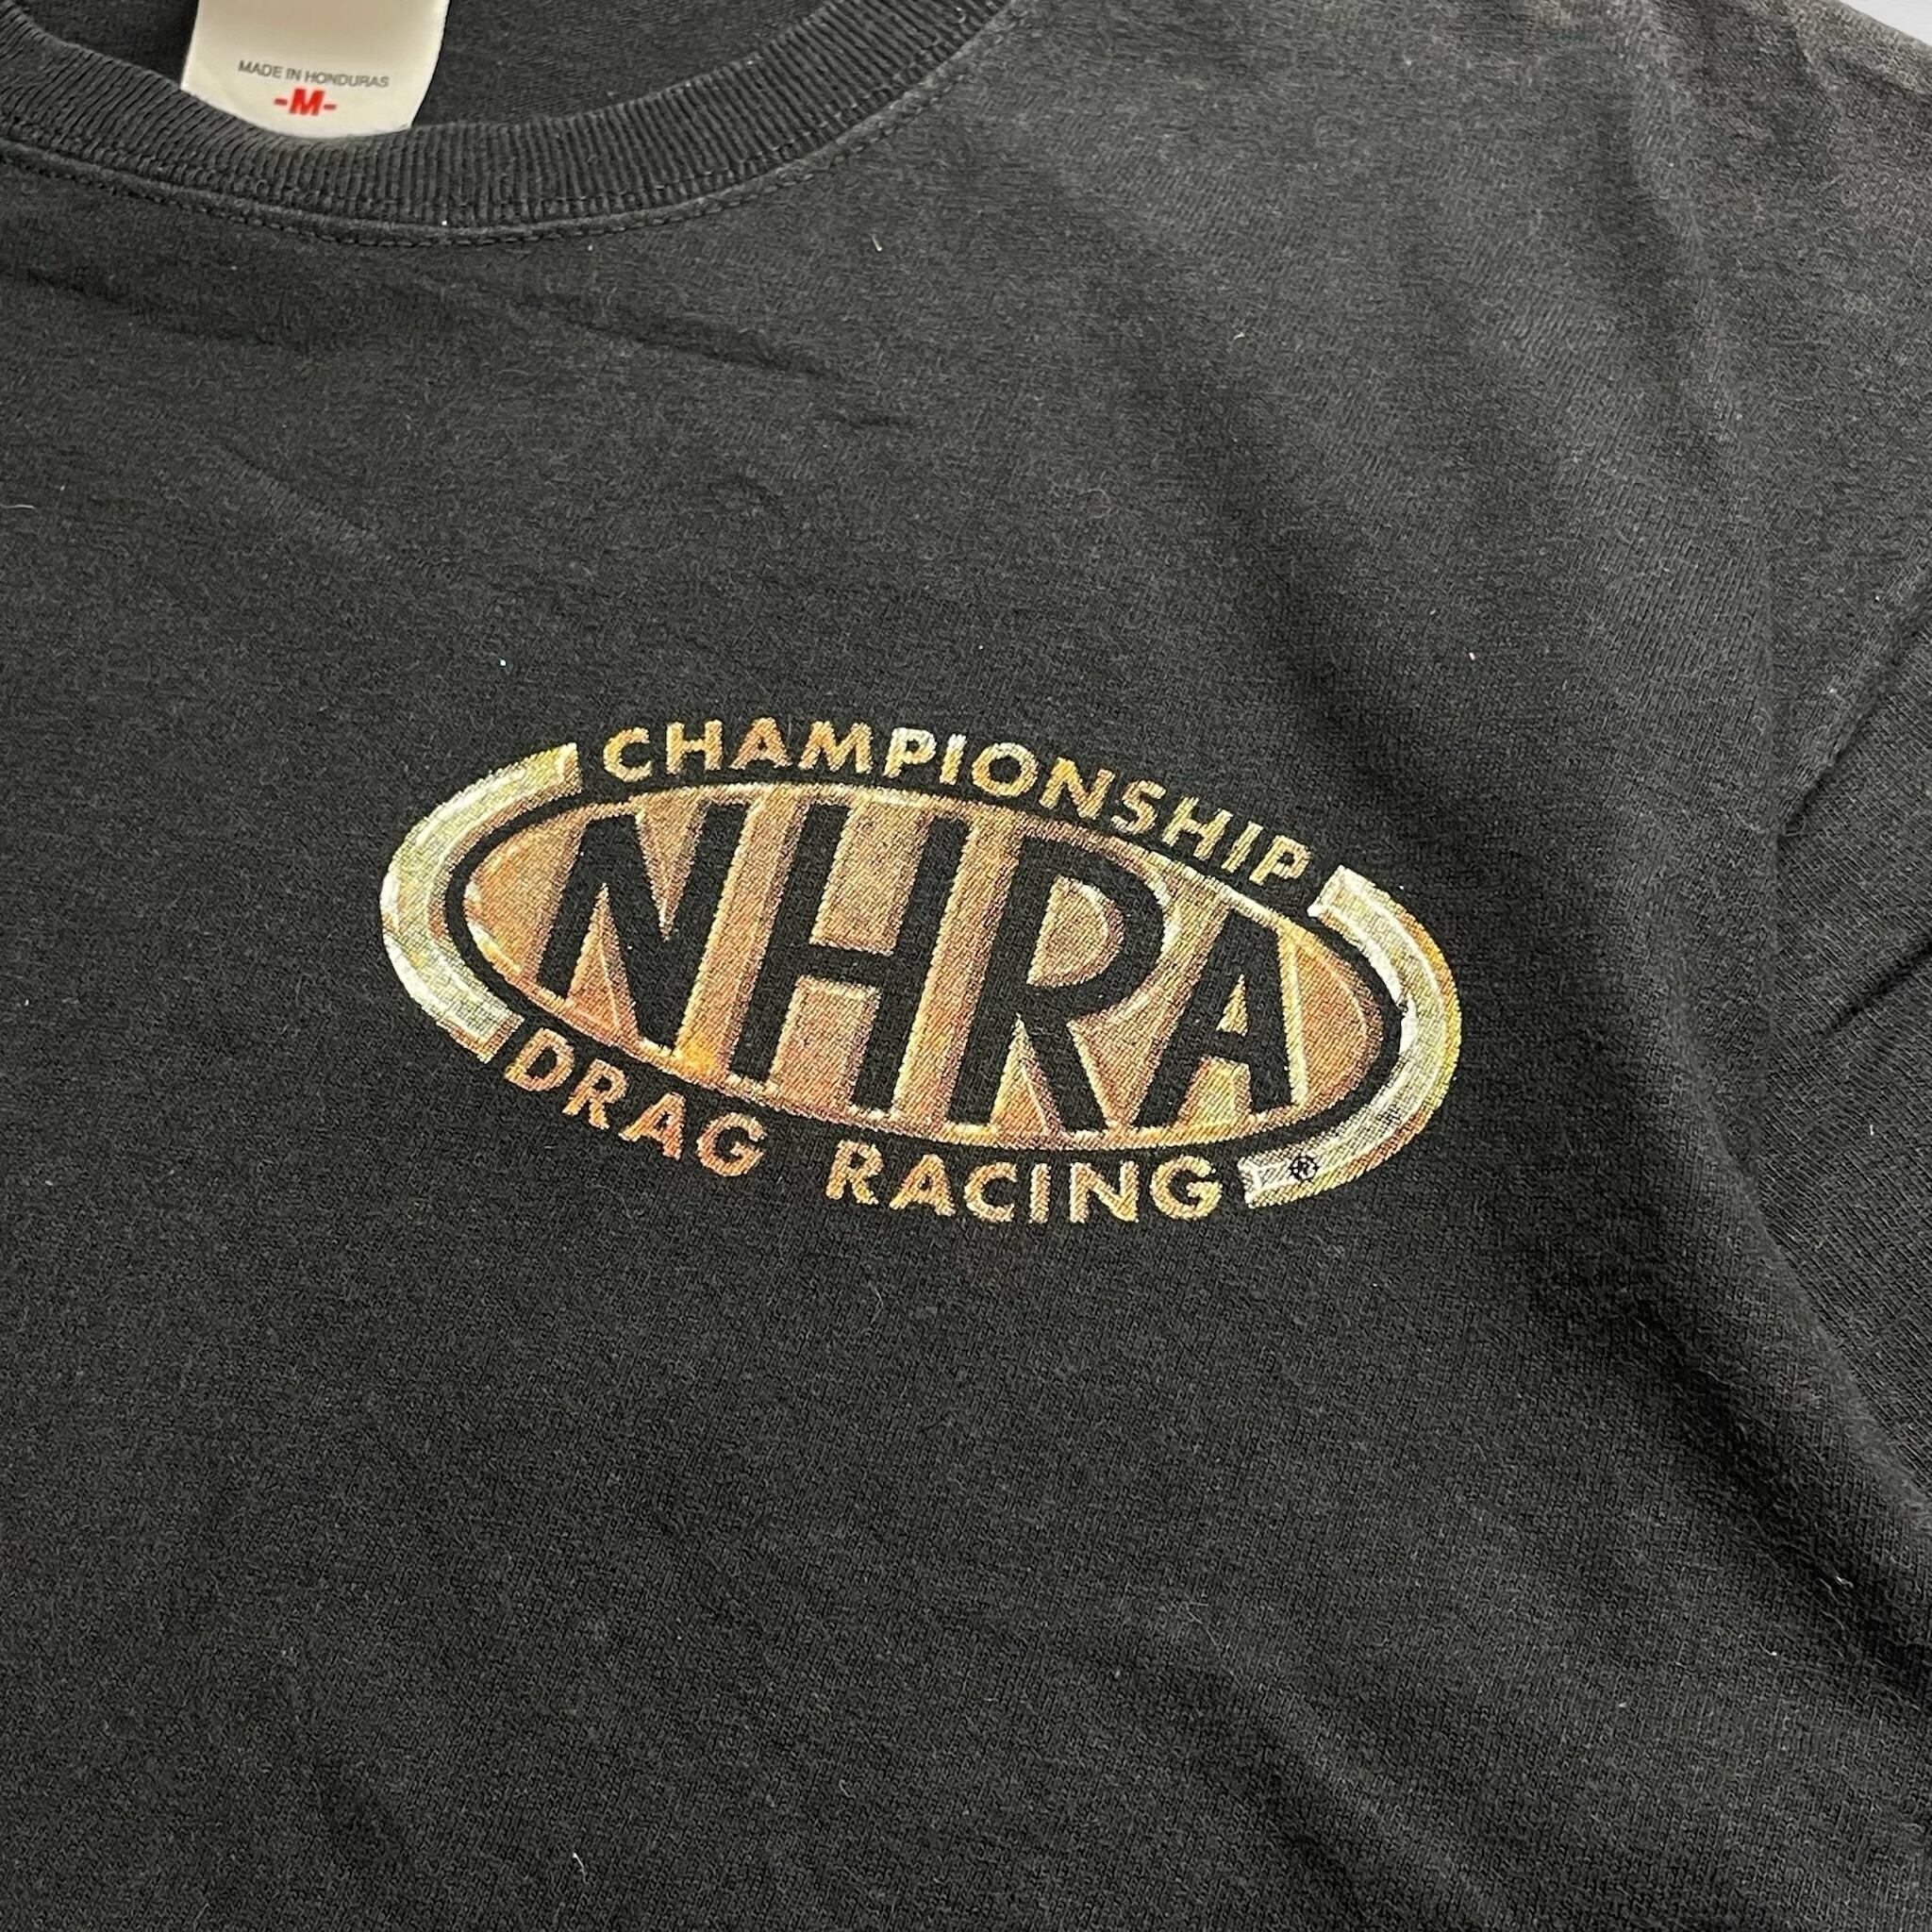 MADE IN HONDURAS
-M-
CHAMPIONSHIP
NHRA
DRAG RACING
®